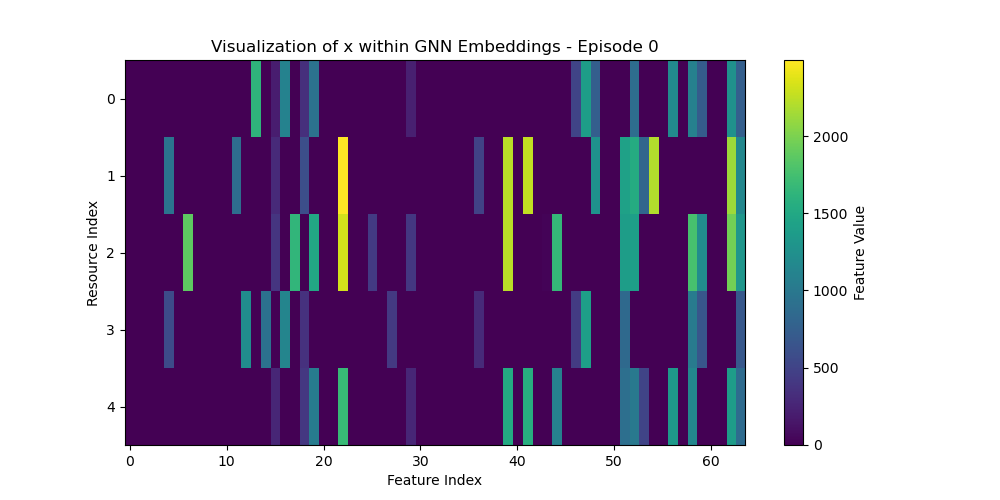 Visualization of x within GNN Embeddings - Episode 0
Resource Index
0
1
2
3
4
0 10 20 30 40 50 60
Feature Index
2000
1500
1000
500
0
Feature Value